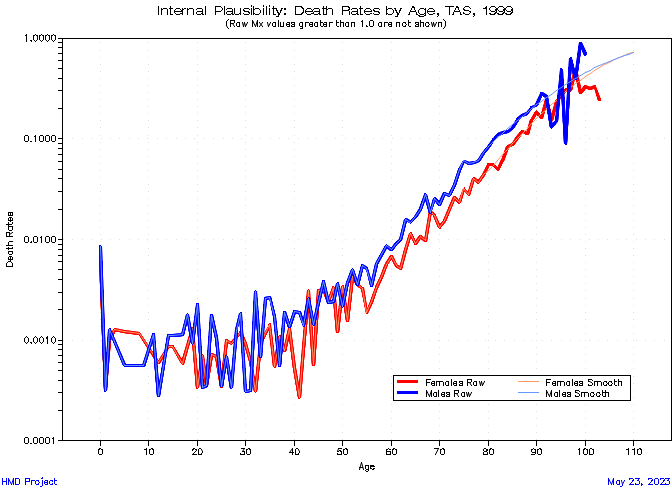 Internal Plausibility: Death Rates by Age, TAS, 1999
(Raw Mx values greater than 1.0 are not shown)
1.0000
0.1000
0.0100
0.0010
0.0001
Death Rates
0 10 20 30 40 50 60 70 80 90 100 110
Age
Females Raw Females Smooth
Males Raw Males Smooth
HMD Project May 23, 2023